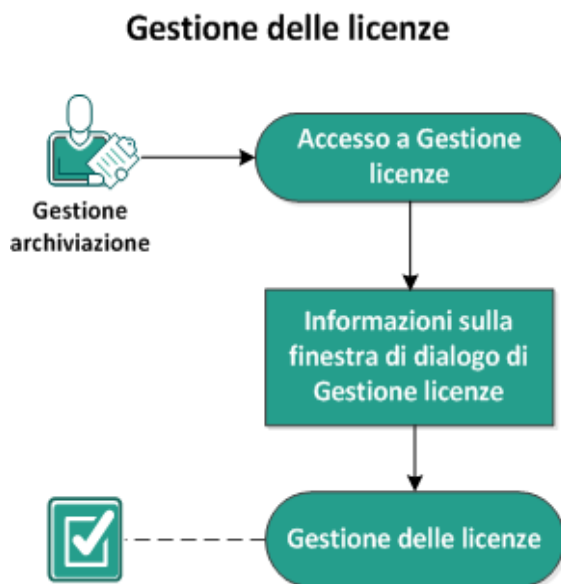 Gestione delle licenze
Accesso a Gestione
licenze
Gestione
archiviazione
Informazioni sulla
finestra di dialogo di
Gestione licenze
Gestione delle licenze